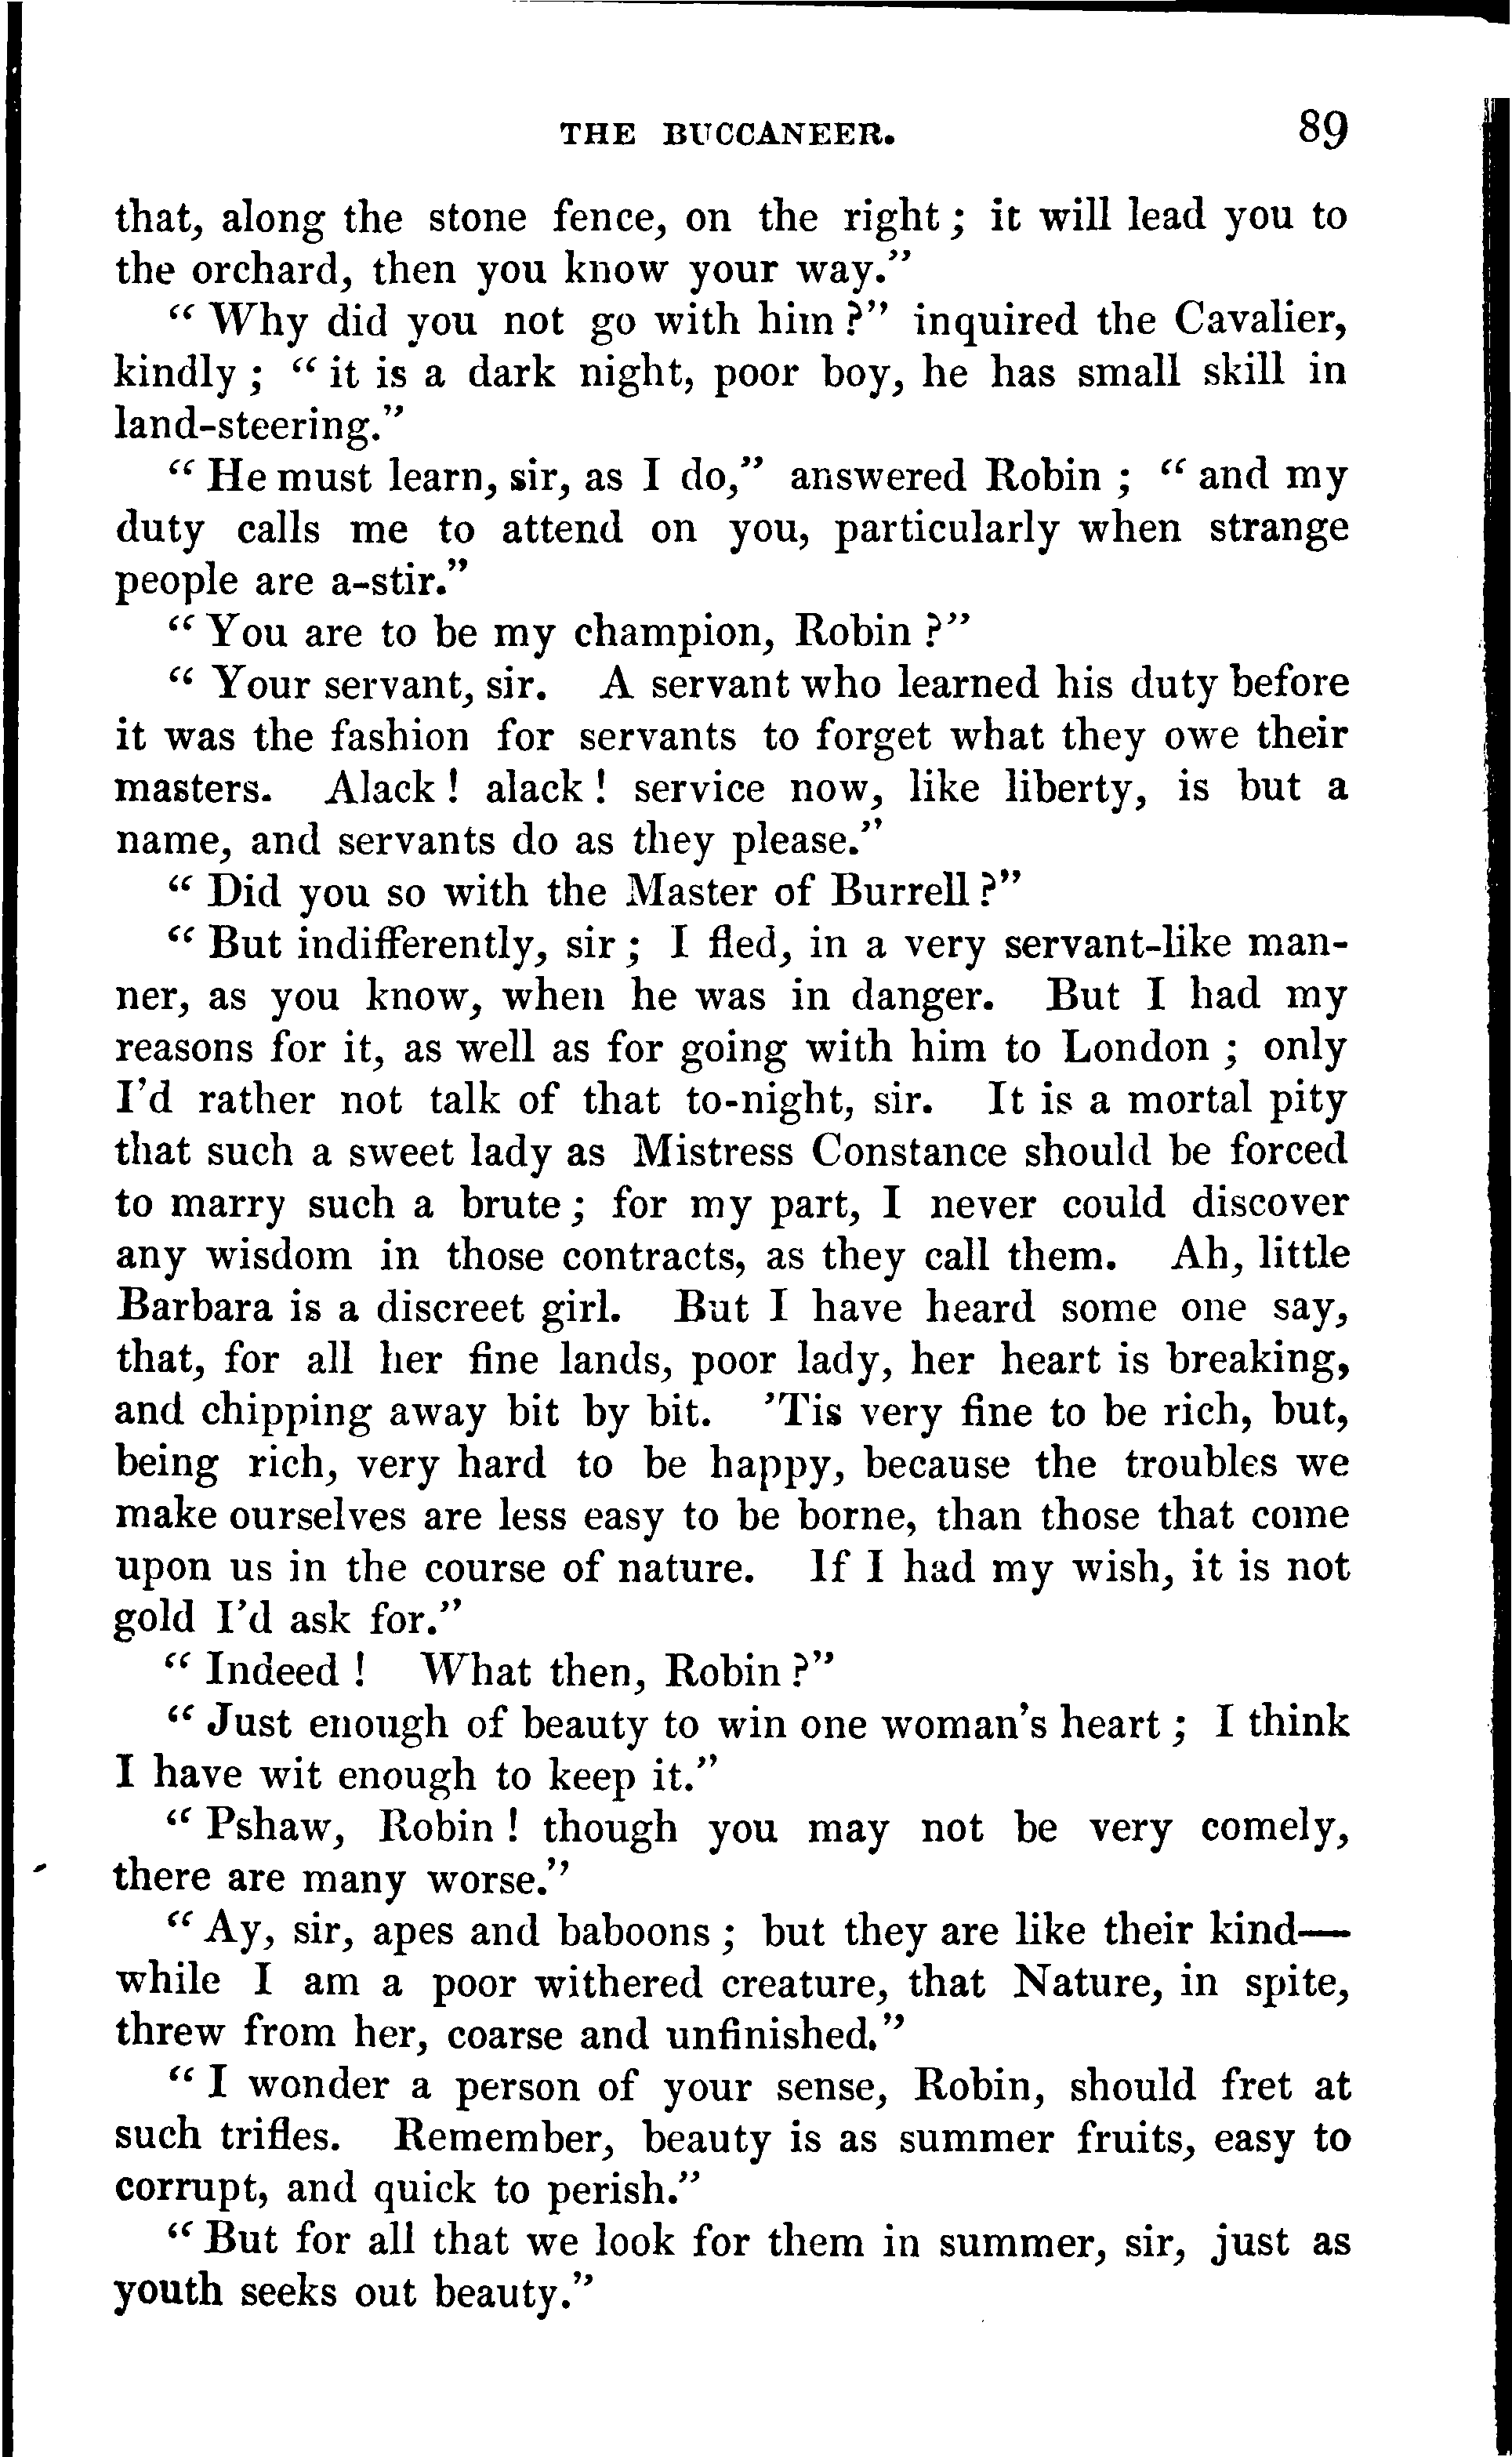 THE BUCCANEER. 89
that, along the stone fence, on the right ; it will lead you to
the orchard, then you know your way."
" Why did you not go with him ?" inquired the Cavalier,
kindly ; " it is a dark night, poor boy, he has small skill in
land-steering."
" He must learn, sir, as I do," answered Robin ; " and my
duty calls me to attend on you, particularly when strange
people are a-stir."
" You are to be my champion, Robin ?"
" Your servant, sir. A servant who learned his duty before
it was the fashion for servants to forget what they owe their
masters. Alack ! alack ! service now, like liberty, is but a
name, and servants do as they please."
" Did you so with the Master of Burrell ?"
" But indifferently, sir ; I fled, in a very servant-like man-
ner, as you know, when he was in danger. But I had my
reasons for it, as well as for going with him to London ; only
I'd rather not talk of that to-night, sir. It is a mortal pity
that such a sweet lady as Mistress Constance should be forced
to marry such a brute ; for my part, I never could discover
any wisdom in those contracts, as they call them. Ah, little
Barbara is a discreet girl. But I have heard some one say,
that, for all her fine lands, poor lady, her heart is breaking,
and chipping away bit by bit. 'Tis very fine to be rich, but,
being rich, very hard to be happy, because the troubles we
make ourselves are less easy to be borne, than those that come
upon us in the course of nature. If I had my wish, it is not
gold I'd ask for."
" Indeed ! What then, Robin ?"
" Just enough of beauty to win one woman's heart ; I think
I have wit enough to keep it."
" Pshaw, Robin ! though you may not be very comely,
there are many worse."
" Ay, sir, apes and baboons ; but they are like their kind—
while I am a poor withered creature, that Nature, in spite,
threw from her, coarse and unfinished."
" I wonder a person of your sense, Robin, should fret at
such trifles. Remember, beauty is as summer fruits, easy to
corrupt, and quick to perish."
" But for all that we look for them in summer, sir, just as
youth seeks out beauty."